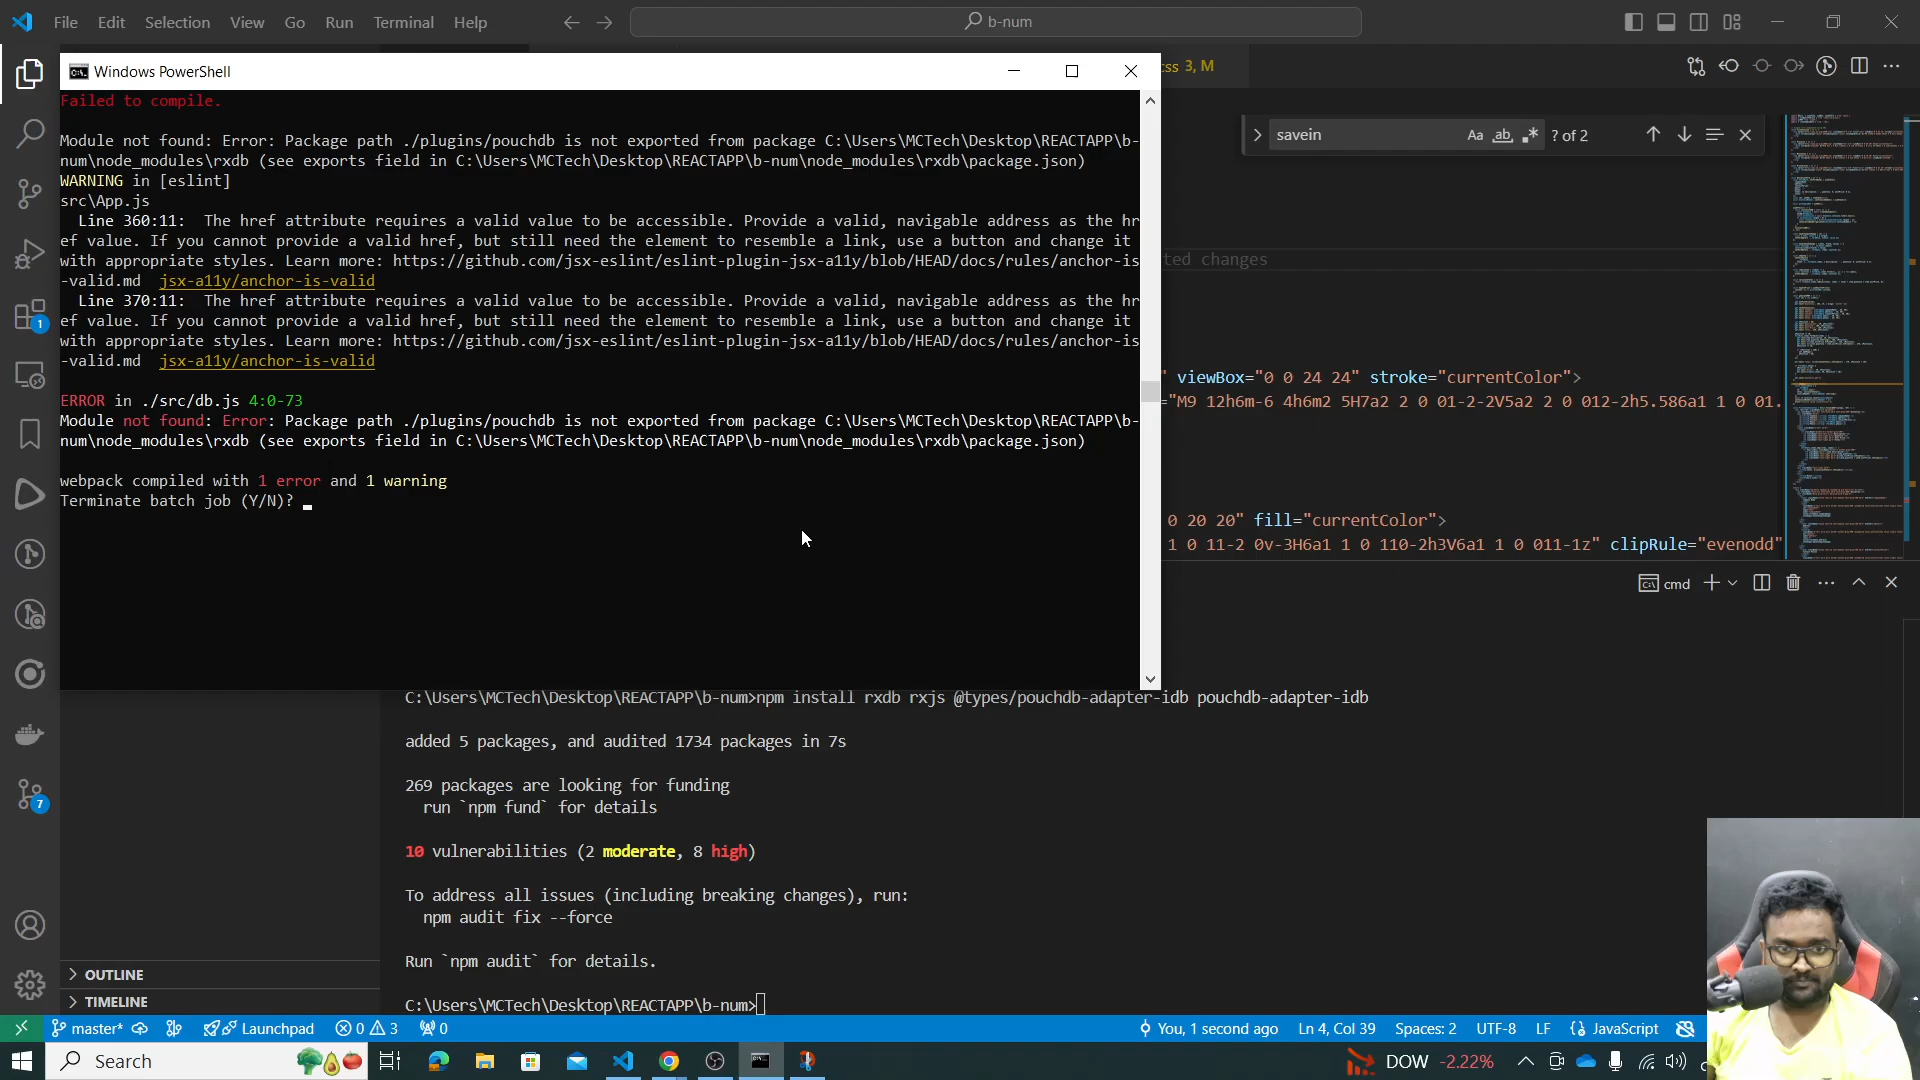 File Edit Selection View Go Run Terminal Help
b-num
Windows PowerShell
css 3, M
Failed to compile.
savein
Aa ab
? of 2
Module not found: Error: Package path ./plugins/pouchdb is not exported from package C:\Users\MCTech\Desktop\REACTAPP\b-
num\node_modules\rxdb (see exports field in C:\Users\MCTech\Desktop\REACTAPP\b-num\node_modules\rxdb\package.json)
WARNING in [eslint]
src\App.js
Line 360:11: The href attribute requires a valid value to be accessible. Provide a valid, navigable address as the hr
ef value. If you cannot provide a valid href, but still need the element to resemble a link, use a button and change it
with appropriate styles. Learn more: https://github.com/jsx-eslint/eslint-plugin-jsx-a11y/blob/HEAD/docs/rules/anchor-is
-valid.md jsx-a11y/anchor-is-valid
Line 370:11: The href attribute requires a valid value to be accessible. Provide a valid, navigable address as the hr
ef value. If you cannot provide a valid href, but still need the element to resemble a link, use a button and change it
with appropriate styles. Learn more: https://github.com/jsx-eslint/eslint-plugin-jsx-a11y/blob/HEAD/docs/rules/anchor-is
-valid.md jsx-a11y/anchor-is-valid
ERROR in ./src/db.js 4:0-73
Module not found: Error: Package path ./plugins/pouchdb is not exported from package C:\Users\MCTech\Desktop\REACTAPP\b-
num\node_modules\rxdb (see exports field in C:\Users\MCTech\Desktop\REACTAPP\b-num\node_modules\rxdb\package.json)
webpack compiled with 1 error and 1 warning
Terminate batch job (Y/N)?
ted changes
" viewBox="0 0 24 24" stroke="currentColor">
="M9 12h6m-6 4h6m2 5H7a2 2 0 01-2-2V5a2 2 0 012-2h5.586a1 1 0 01.
0 20 20" fill="currentColor">
1 0 11-2 0v-3H6a1 1 0 110-2h3V6a1 1 0 011-1z" clipRule="evenodd"
cmd
C:\Users\MCTech\Desktop\REACTAPP\b-num>npm install rxdb rxjs @types/pouchdb-adapter-idb pouchdb-adapter-idb
added 5 packages, and audited 1734 packages in 7s
269 packages are looking for funding
run `npm fund` for details
10 vulnerabilities (2 moderate, 8 high)
To address all issues (including breaking changes), run:
npm audit fix --force
Run `npm audit` for details.
C:\Users\MCTech\Desktop\REACTAPP\b-num>
1
7
OUTLINE
TIMELINE
master* Launchpad 0 3 0 You, 1 second ago Ln 4, Col 39 Spaces: 2 UTF-8 LF JavaScript
Search
DOW -2.22%